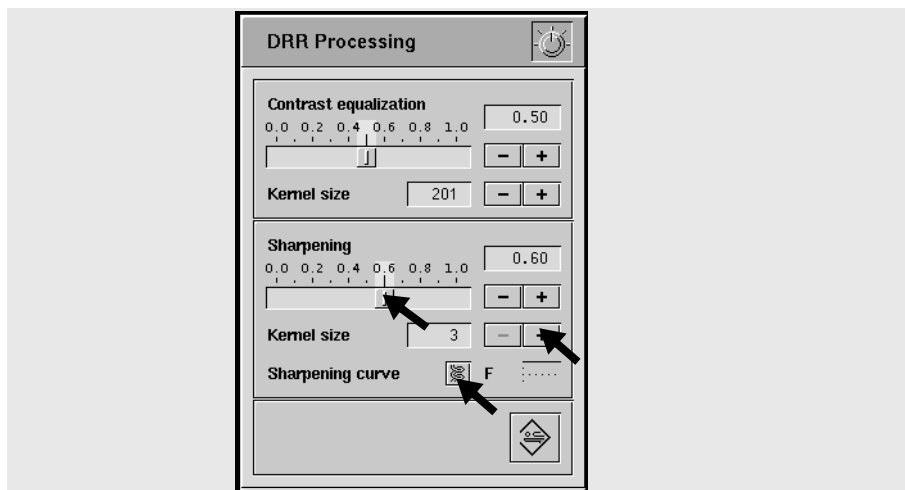 DRR Processing
Contrast equalization
0.50
0.0 0.2 0.4 0.6 0.8 1.0
- +
Kernel size 201 - +
Sharpening
0.60
0.0 0.2 0.4 0.6 0.8 1.0
- +
Kernel size 3 - +
Sharpening curve F